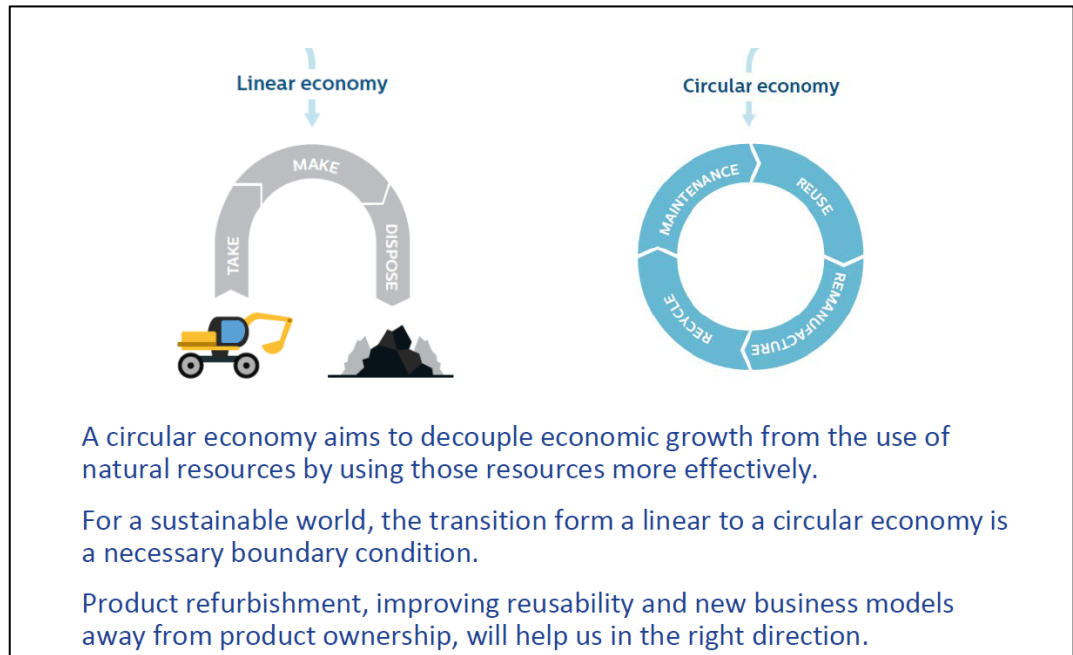 Linear economy
Circular economy
TAKE
MAKE
DISPOSE
MAINTENANCE
REUSE
REMANUFACTURE
RECYCLE
A circular economy aims to decouple economic growth from the use of
natural resources by using those resources more effectively.
For a sustainable world, the transition form a linear to a circular economy is
a necessary boundary condition.
Product refurbishment, improving reusability and new business models
away from product ownership, will help us in the right direction.